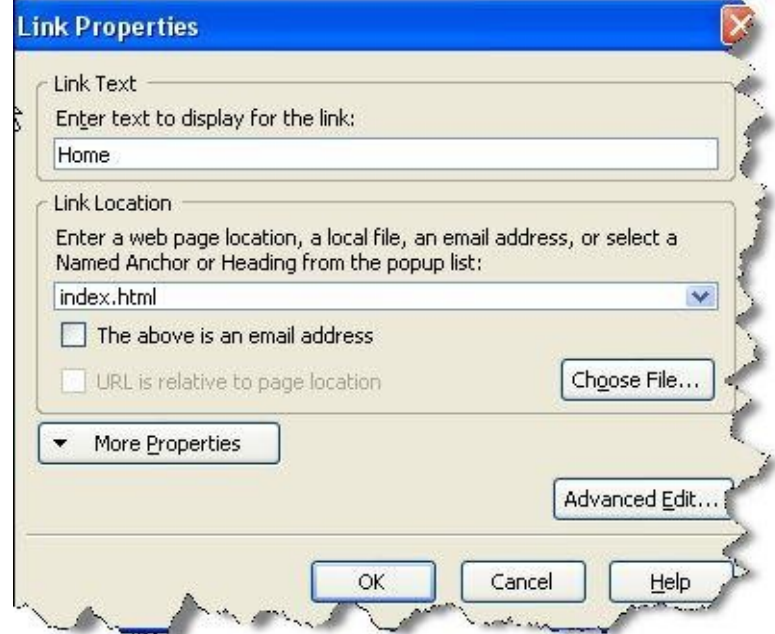 Link Properties
Link Text
Enter text to display for the link:
Home
Link Location
Enter a web page location, a local file, an email address, or select a
Named Anchor or Heading from the popup list:
index.html
The above is an email address
URL is relative to page location
Choose File...
More Properties
Advanced Edit...
OK
Cancel
Help